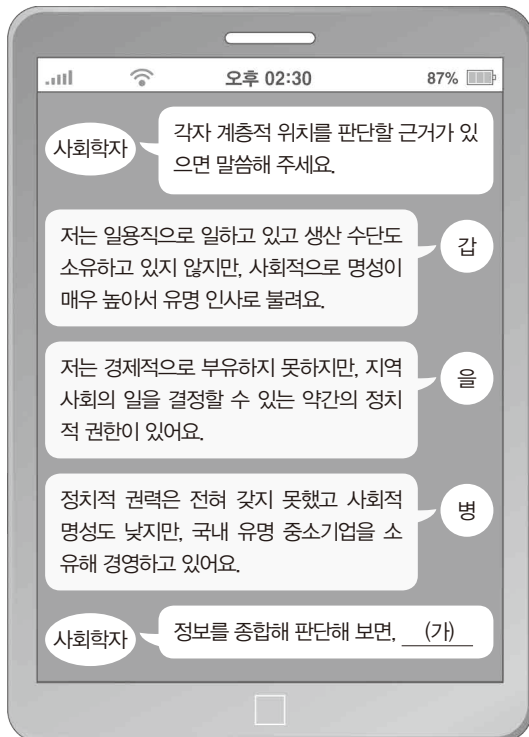 오후 02:30
87%
사회학자
각자 계층적 위치를 판단할 근거가 있
으면 말씀해 주세요.
저는 일용직으로 일하고 있고 생산 수단도
소유하고 있지 않지만, 사회적으로 명성이
매우 높아서 유명 인사로 불려요.
갑
저는 경제적으로 부유하지 못하지만, 지역
사회의 일을 결정할 수 있는 약간의 정치
적 권한이 있어요.
을
정치적 권력은 전혀 갖지 못했고 사회적
명성도 낮지만, 국내 유명 중소기업을 소
유해 경영하고 있어요.
병
사회학자
정보를 종합해 판단해 보면, (가)